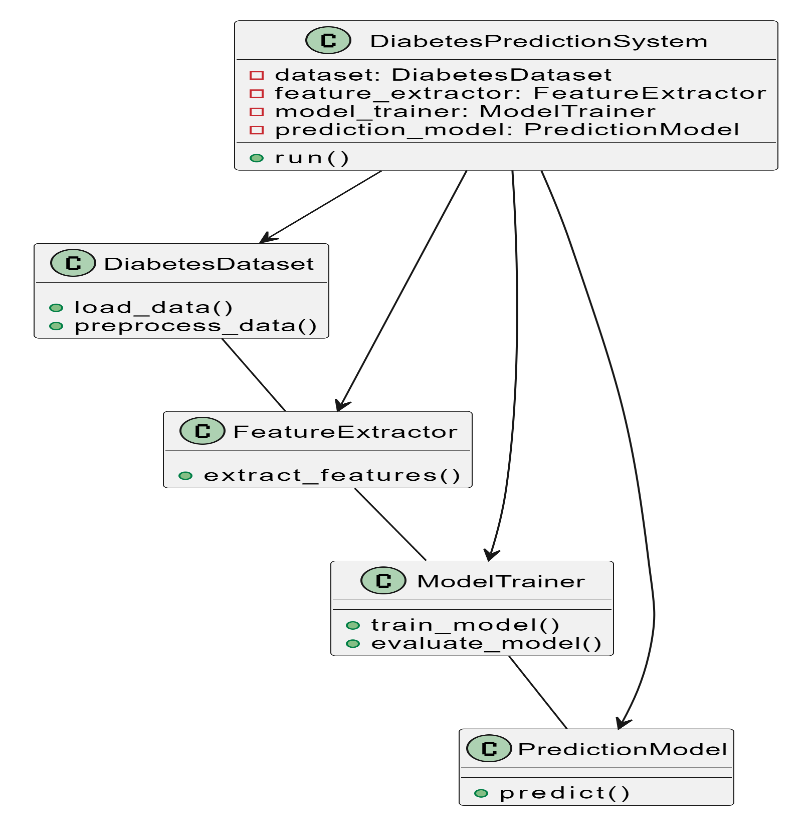 C DiabetesPredictionSystem
dataset: DiabetesDataset
feature_extractor: FeatureExtractor
model_trainer: ModelTrainer
prediction_model: PredictionModel
run()
C DiabetesDataset
load_data()
preprocess_data()
C FeatureExtractor
extract_features()
C ModelTrainer
train_model()
evaluate_model()
C PredictionModel
predict()